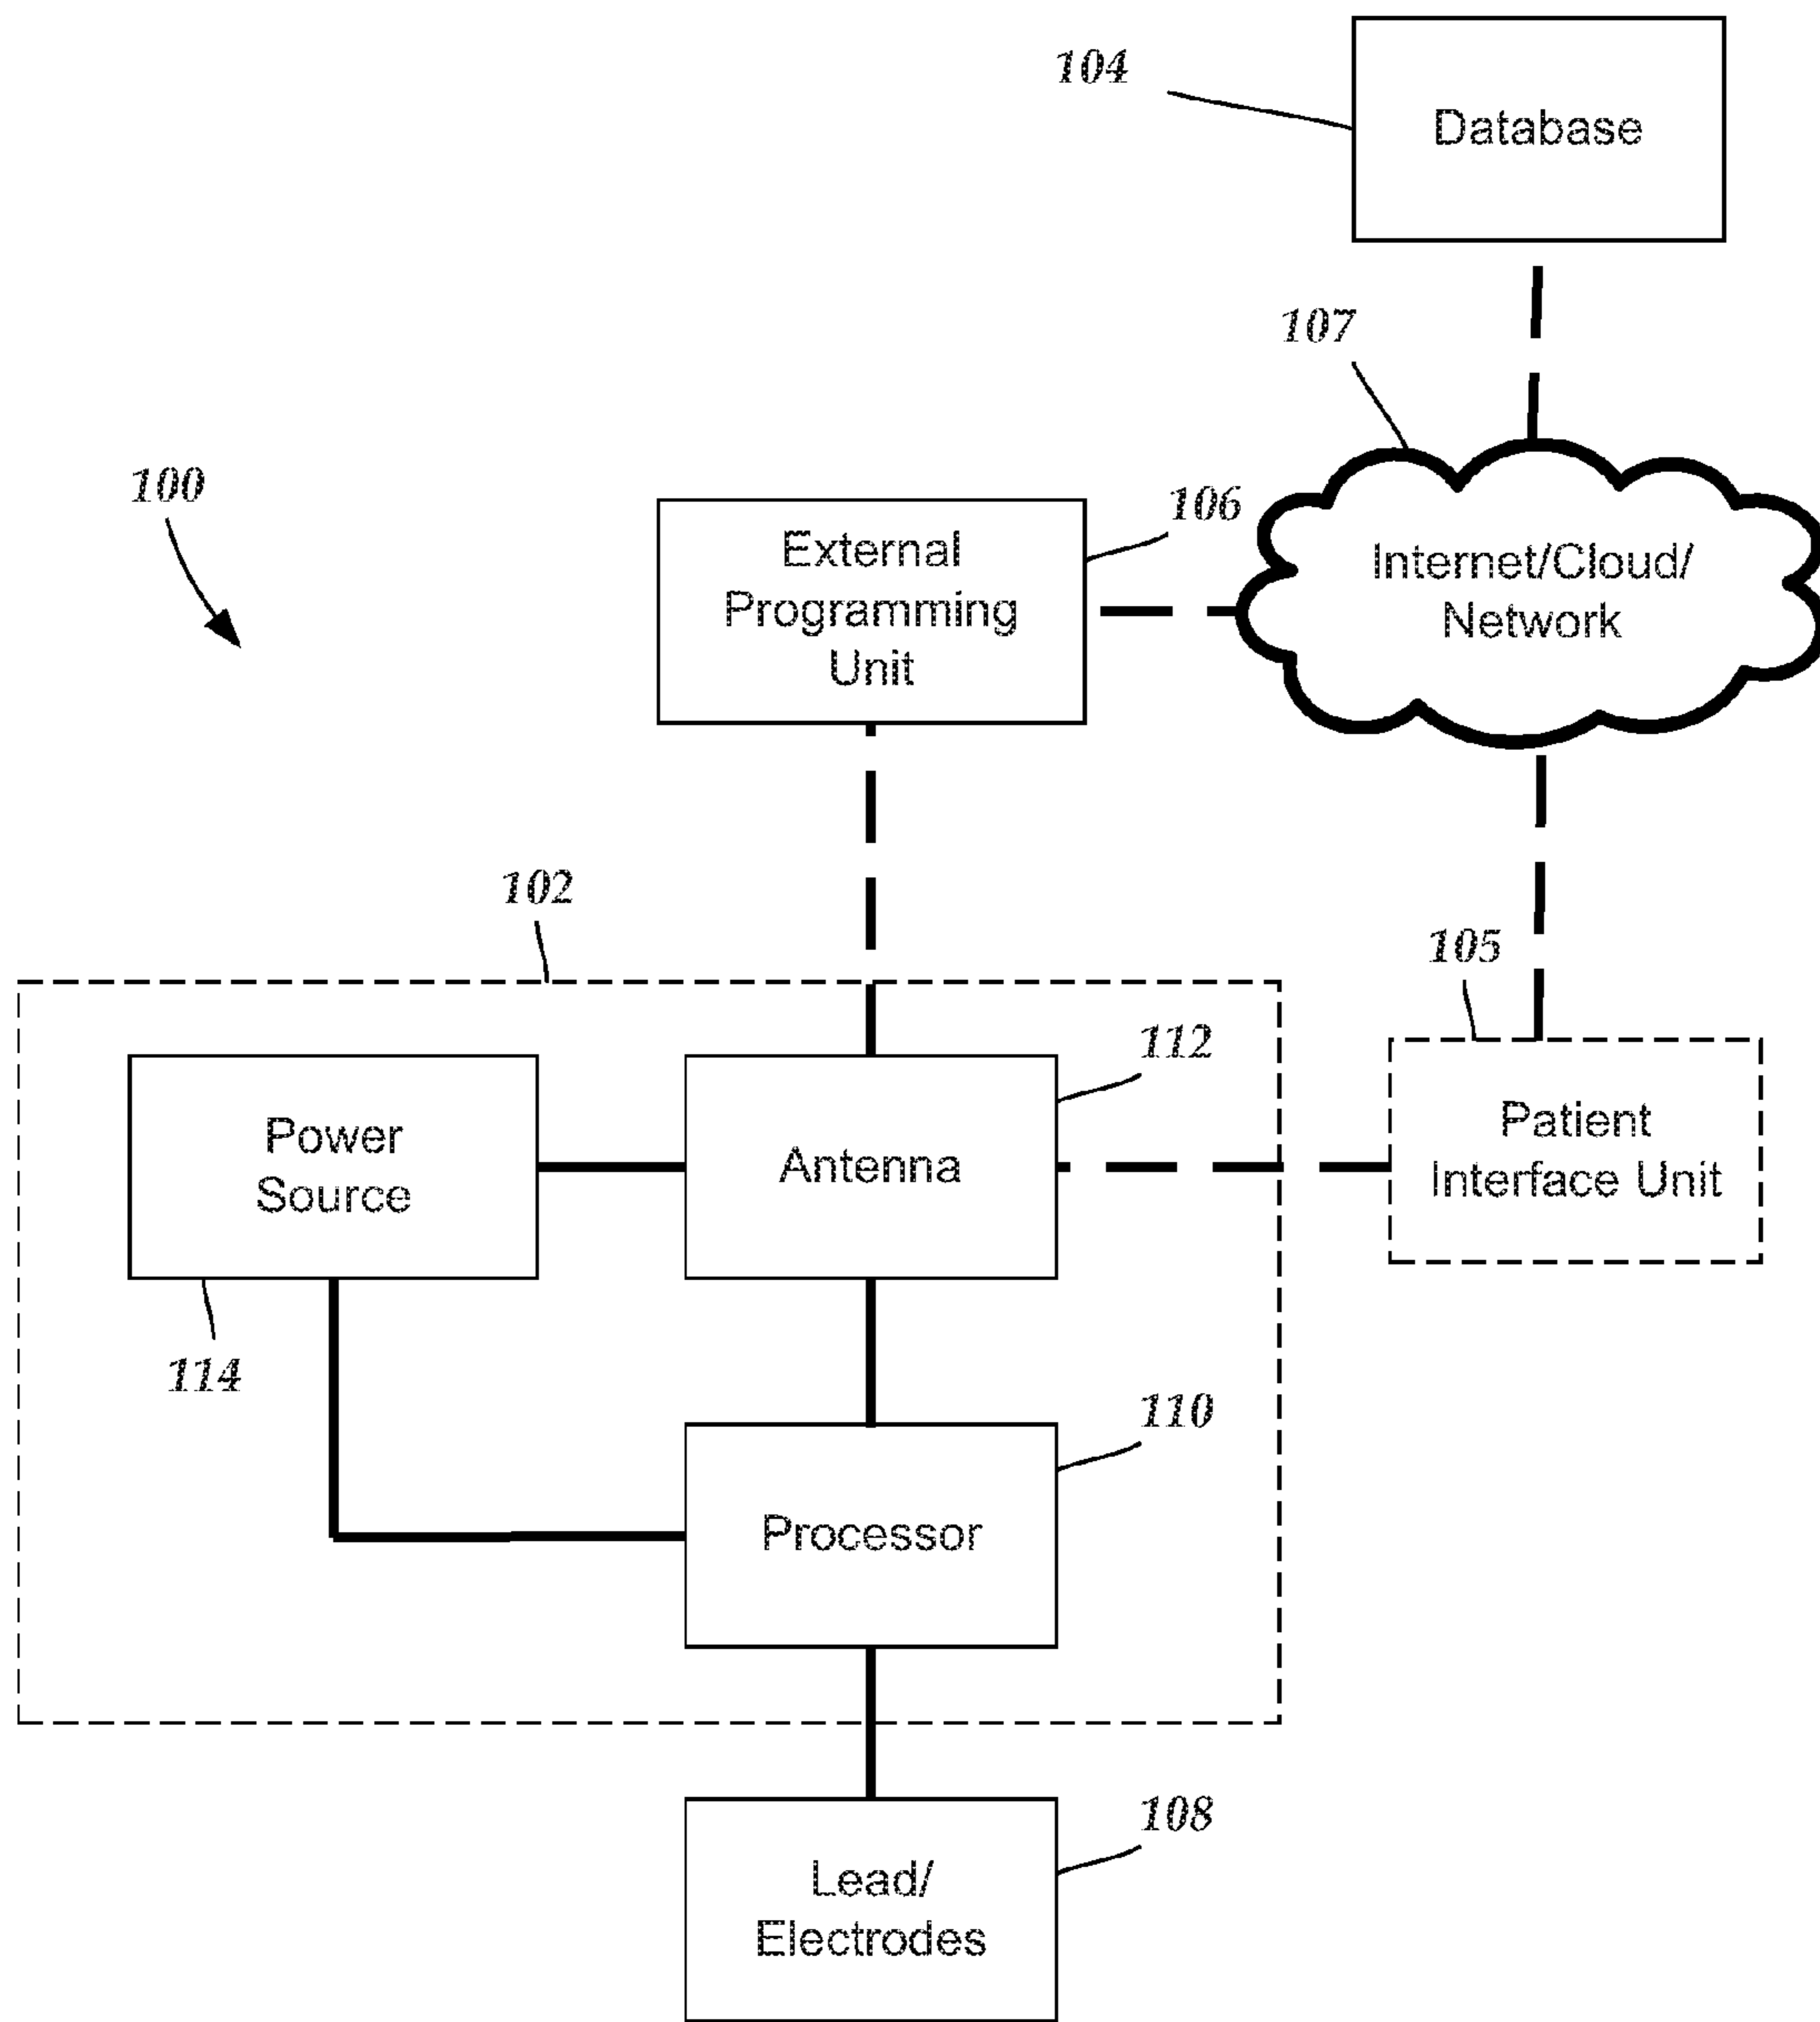 104
Database
107
100
106
External
Programming
Unit
Internet/Cloud/
Network
102
105
112
Power
Source
Antenna
Patient
Interface Unit
114
110
Processor
108
Lead/
Electrodes